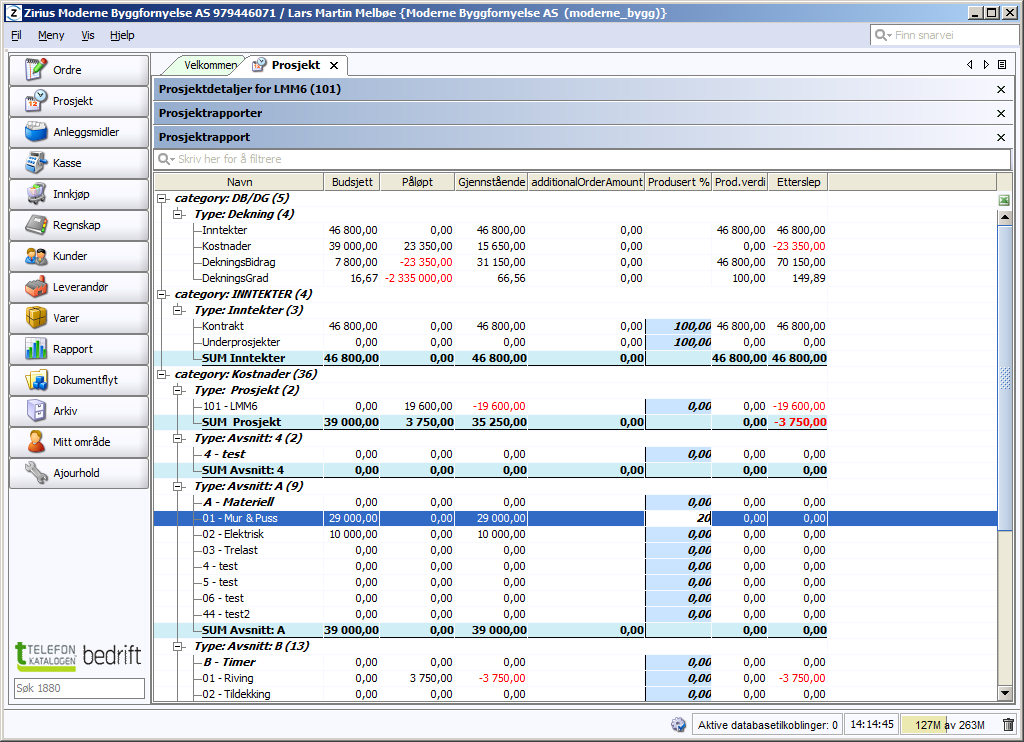 Zirius Moderne Byggfornyelse AS 979446071 / Lars Martin Melbøe {Moderne Byggfornyelse AS (moderne_bygg)}
Fil Meny Vis Hjelp Finn snarvei
Ordre
Prosjekt
Anleggsmidler
Kasse
Innkjøp
Regnskap
Kunder
Leverandør
Varer
Rapport
Dokumentflyt
Arkiv
Mitt område
Ajourhold
TELEFON
KATALOGEN bedrift
Søk 1880
Velkommen Prosjekt
Prosjektdetaljer for LMM6 (101)
Prosjektrapporter
Prosjektrapport
Skriv her for å filtrere
Navn Budsjett Påløpt Gjennstående additionalOrderAmount Produsert % Prod.verdi Etterslep
category: DB/DG (5)
Type: Dekning (4)
Inntekter 46 800,00 0,00 46 800,00 0,00 46 800,00 46 800,00
Kostnader 39 000,00 23 350,00 15 650,00 0,00 0,00 -23 350,00
DekningsBidrag 7 800,00 -23 350,00 31 150,00 0,00 46 800,00 70 150,00
DekningsGrad 16,67 -2 335 000,00 66,56 0,00 100,00 149,89
category: INNTEKTER (4)
Type: Inntekter (3)
Kontrakt 46 800,00 0,00 46 800,00 0,00 100,00 46 800,00 46 800,00
Underprosjekter 0,00 0,00 0,00 0,00 100,00 0,00 0,00
SUM Inntekter 46 800,00 0,00 46 800,00 0,00 46 800,00 46 800,00
category: Kostnader (36)
Type: Prosjekt (2)
101 - LMM6 0,00 19 600,00 -19 600,00 0,00 0,00 -19 600,00
SUM Prosjekt 39 000,00 3 750,00 35 250,00 0,00 0,00 -3 750,00
Type: Avsnitt: 4 (2)
4 - test 0,00 0,00 0,00 0,00 0,00 0,00
SUM Avsnitt: 4 0,00 0,00 0,00 0,00 0,00 0,00
Type: Avsnitt: A (9)
A - Materiell 0,00 0,00 0,00 0,00 0,00 0,00
01 - Mur & Puss 29 000,00 0,00 29 000,00 20 0,00 0,00
02 - Elektrisk 10 000,00 0,00 10 000,00 0,00 0,00 0,00
03 - Trelast 0,00 0,00 0,00 0,00 0,00 0,00
4 - test 0,00 0,00 0,00 0,00 0,00 0,00
5 - test 0,00 0,00 0,00 0,00 0,00 0,00
06 - test 0,00 0,00 0,00 0,00 0,00 0,00
44 - test2 0,00 0,00 0,00 0,00 0,00 0,00
SUM Avsnitt: A 39 000,00 0,00 39 000,00 0,00 0,00 0,00
Type: Avsnitt: B (13)
B - Timer 0,00 0,00 0,00 0,00 0,00 0,00
01 - Riving 0,00 3 750,00 -3 750,00 0,00 0,00 -3 750,00
02 - Tildekking 0,00 0,00 0,00 0,00 0,00 0,00
Aktive databasetilkoblinger: 0 14:14:45 127M av 263M